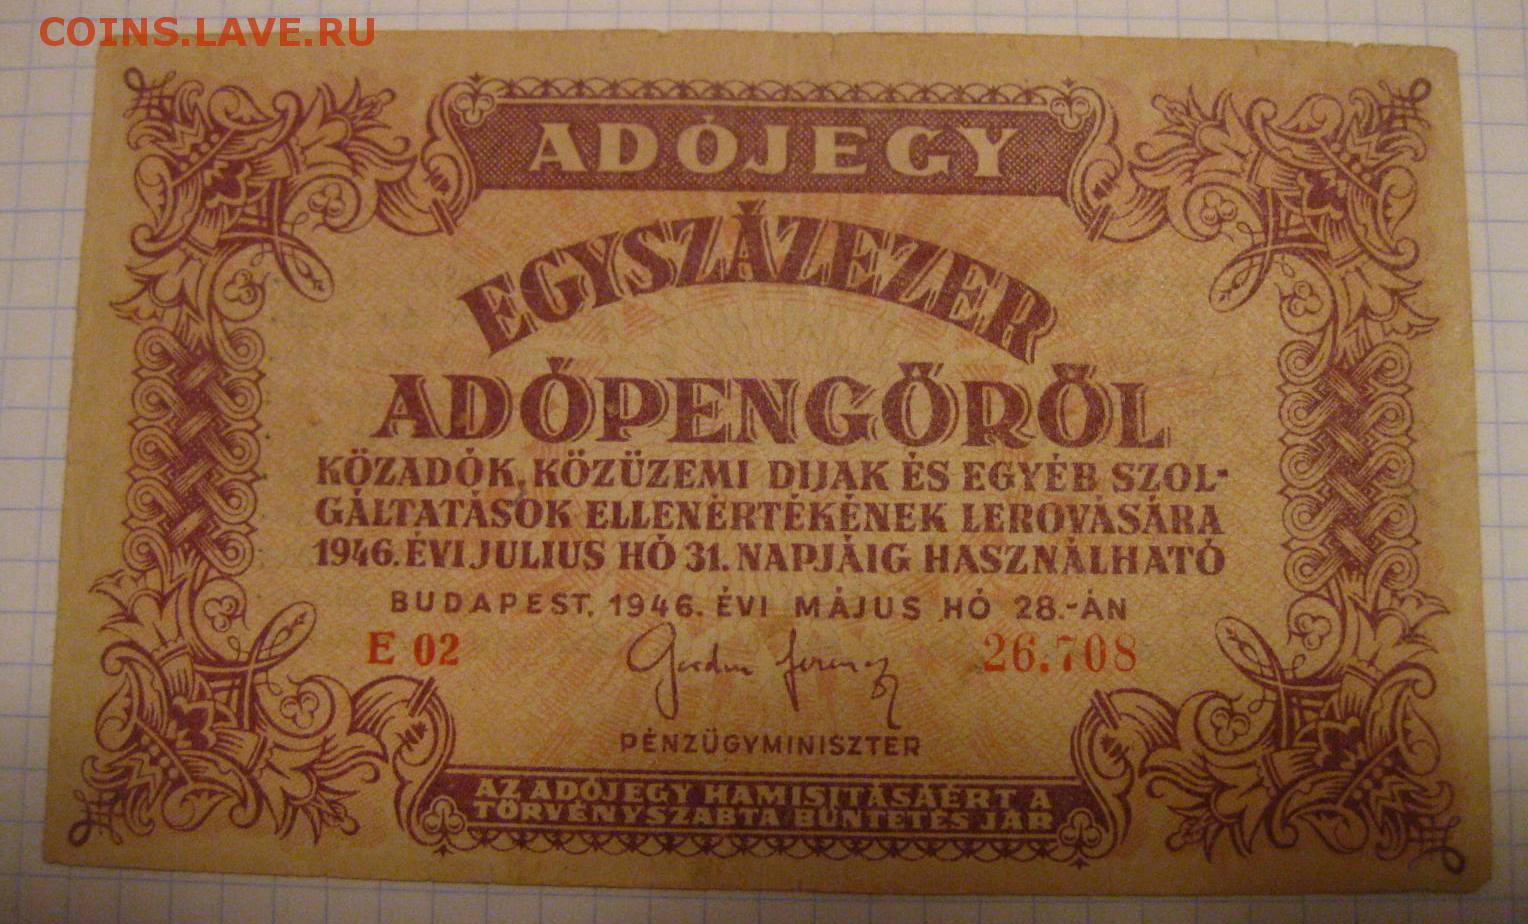 COINS.LAVE.RU
ADÓJEGY
EGYSZÁZEZER
ADÓPENGŐRŐL
KÖZADÓK, KÖZÜZEMI DIJAK ÉS EGYÉB SZOL-
GÁLTATÁSOK ELLENÉRTÉKÉNEK LEROVÁSÁRA
1946. ÉVI JULIUS HÓ 31. NAPJÁIG HASZNÁLHATÓ
BUDAPEST, 1946. ÉVI MÁJUS HÓ 28.-ÁN
E 02 Gordon Ferenc 26.708
PÉNZÜGYMINISZTER
AZ ADÓJEGY HAMISITÁSÁÉRT A
TÖRVÉNYSZABTA BÜNTETÉS JÁR